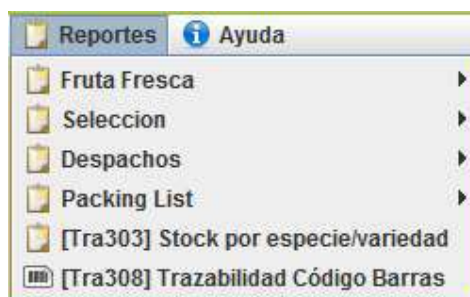 Reportes Ayuda
Fruta Fresca
Seleccion
Despachos
Packing List
[Tra303] Stock por especie/variedad
[Tra308] Trazabilidad Código Barras